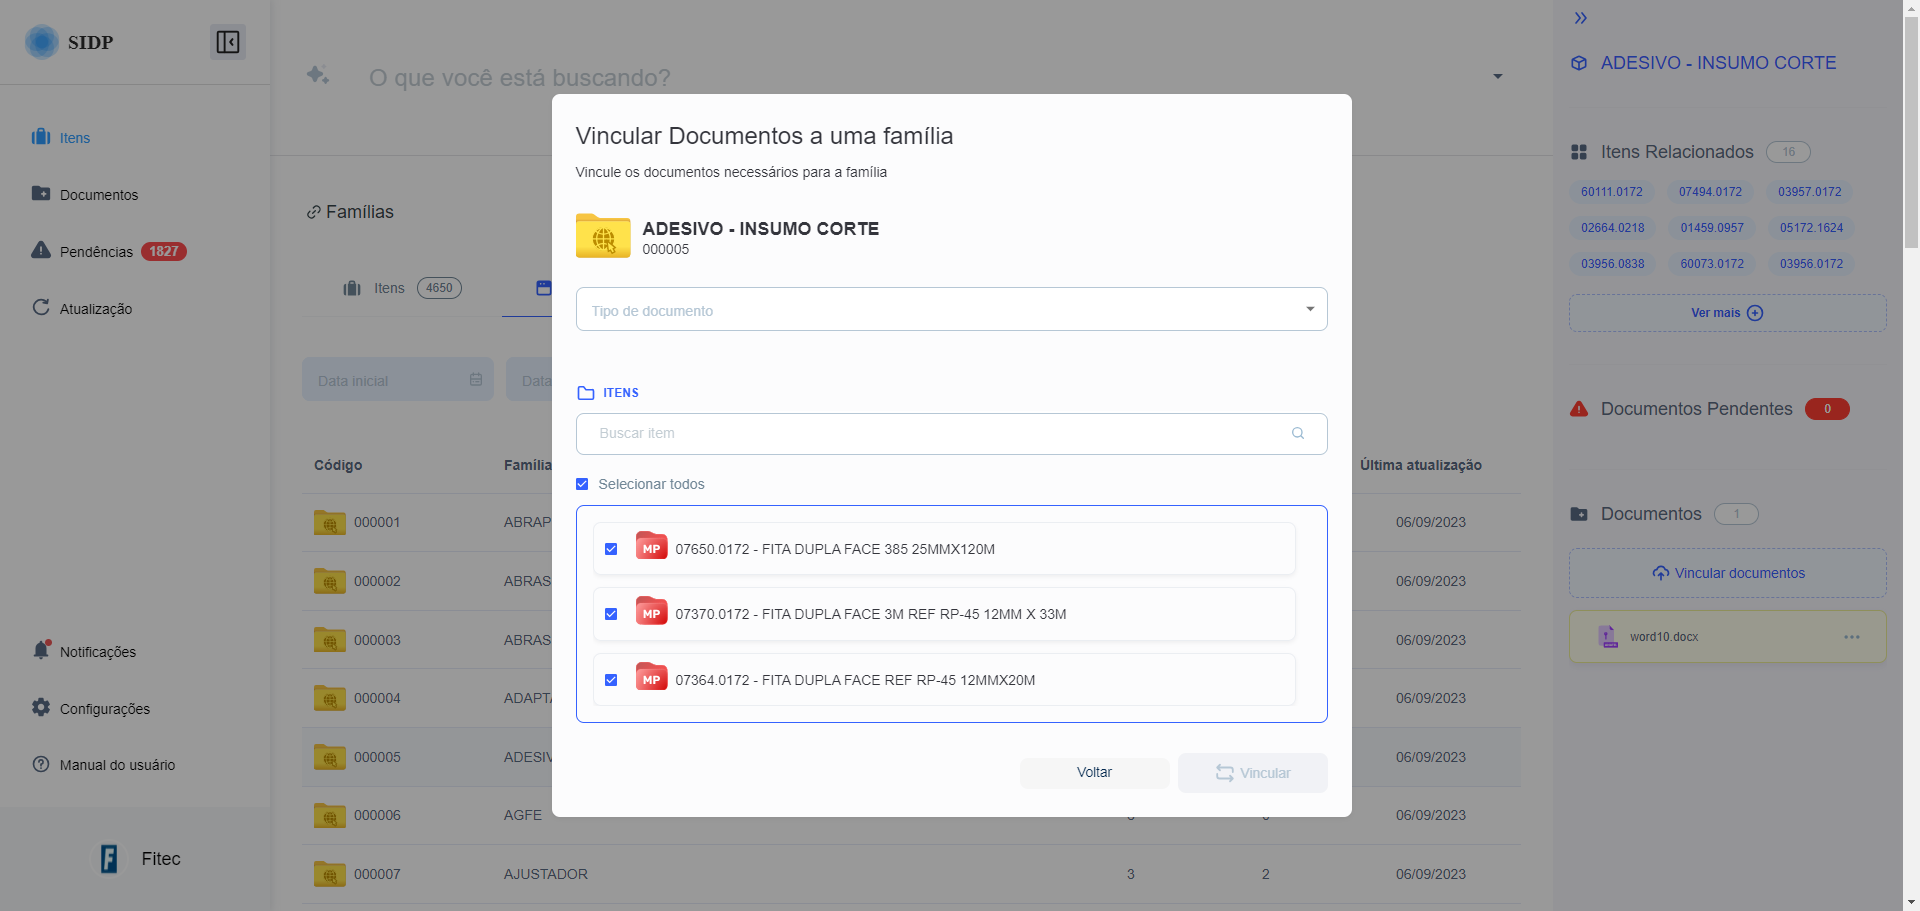 SIDP
Itens
Documentos
Pendências 1827
Atualização
Notificações
Configurações
Manual do usuário
Fitec
O que você está buscando?
Famílias
Itens 4650
Data inicial
Data
Código
Família
Última atualização
000001 ABRAP 06/09/2023
000002 ABRAS 06/09/2023
000003 ABRAS 06/09/2023
000004 ADAPT 06/09/2023
000005 ADESIV 06/09/2023
000006 AGFE 06/09/2023
000007 AJUSTADOR 3 2 06/09/2023
Vincular Documentos a uma família
Vincule os documentos necessários para a família
ADESIVO - INSUMO CORTE
000005
Tipo de documento
ITENS
Buscar item
Selecionar todos
MP 07650.0172 - FITA DUPLA FACE 385 25MMX120M
MP 07370.0172 - FITA DUPLA FACE 3M REF RP-45 12MM X 33M
MP 07364.0172 - FITA DUPLA FACE REF RP-45 12MMX20M
Voltar
Vincular
ADESIVO - INSUMO CORTE
Itens Relacionados 16
60111.0172 07494.0172 03957.0172
02664.0218 01459.0957 05172.1624
03956.0838 60073.0172 03956.0172
Ver mais
Documentos Pendentes 0
Documentos 1
Vincular documentos
word10.docx